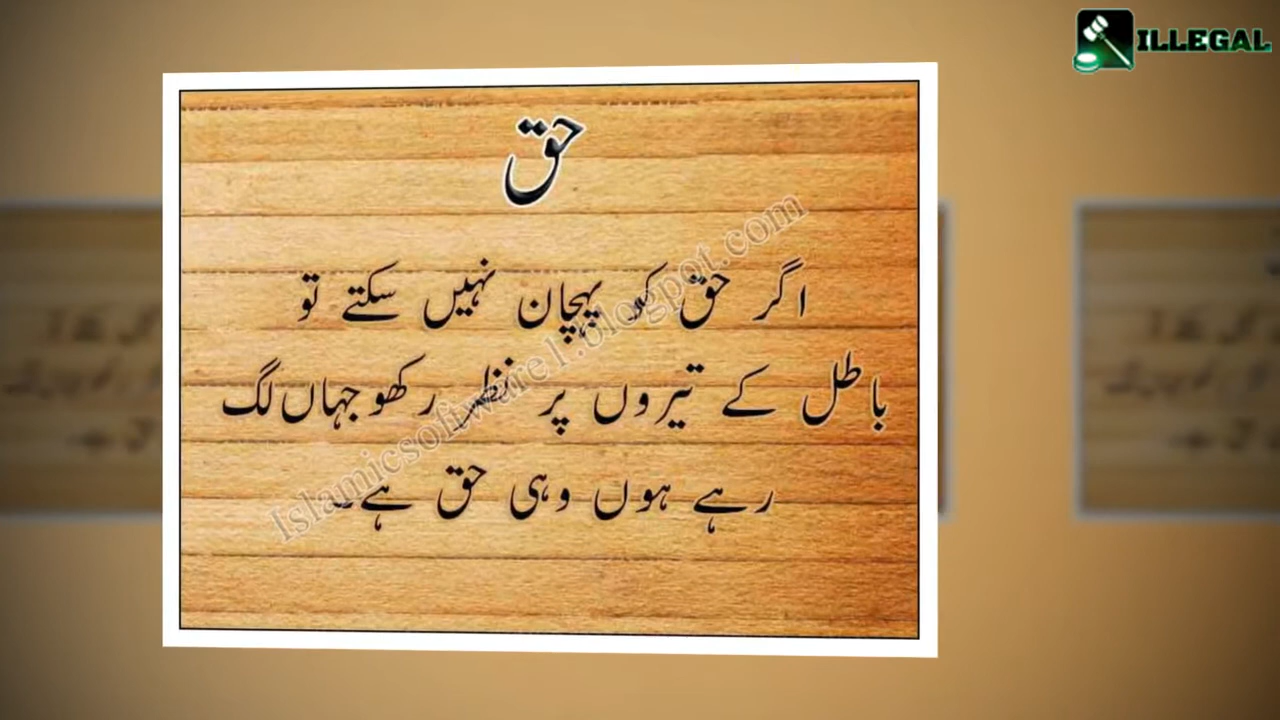 ILLEGAL
حق
اگر حق کو پہچان نہیں سکتے تو
باطل کے تیروں پر نظر رکھو جہاں لگ
رہے ہوں وہی حق ہے۔
Islamicsoftware1.blogpot.com